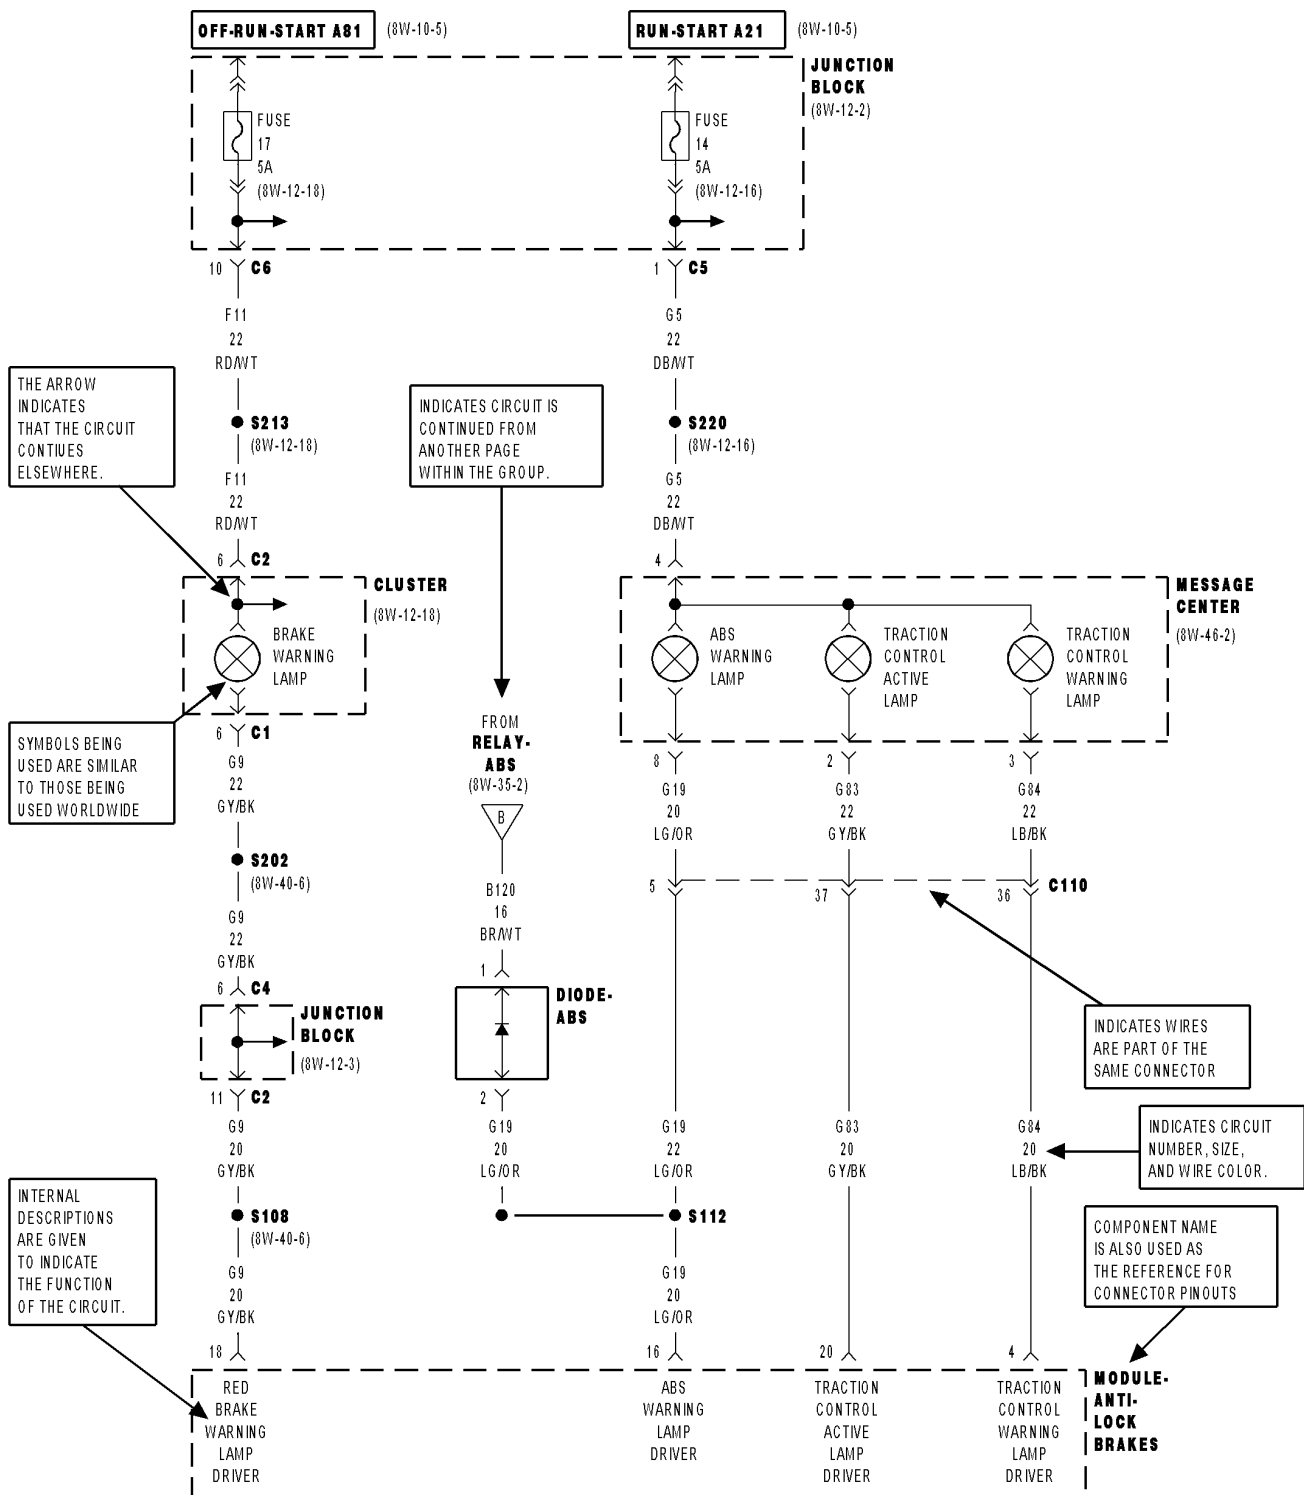 OFF-RUN-START A81 (8W-10-5)
RUN-START A21 (8W-10-5)
JUNCTION
BLOCK
(8W-12-2)
FUSE
17
5A
(8W-12-18)
FUSE
14
5A
(8W-12-16)
10 C6
1 C5
F11
22
RD/WT
G5
22
DB/WT
THE ARROW
INDICATES
THAT THE CIRCUIT
CONTIUES
ELSEWHERE.
INDICATES CIRCUIT IS
CONTINUED FROM
ANOTHER PAGE
WITHIN THE GROUP.
S213
(8W-12-18)
S220
(8W-12-16)
F11
22
RD/WT
G5
22
DB/WT
6 C2
4
CLUSTER
(8W-12-18)
BRAKE
WARNING
LAMP
MESSAGE
CENTER
(8W-46-2)
ABS
WARNING
LAMP
TRACTION
CONTROL
ACTIVE
LAMP
TRACTION
CONTROL
WARNING
LAMP
SYMBOLS BEING
USED ARE SIMILAR
TO THOSE BEING
USED WORLDWIDE
6 C1
G9
22
GY/BK
FROM
RELAY-
ABS
(8W-35-2)
B
8
G19
20
LG/OR
2
G83
22
GY/BK
3
G84
22
LB/BK
S202
(8W-40-6)
5
37
36 C110
G9
22
GY/BK
B120
16
BR/WT
6 C4
1
JUNCTION
BLOCK
(8W-12-3)
DIODE-
ABS
INDICATES WIRES
ARE PART OF THE
SAME CONNECTOR
11 C2
2
G9
20
GY/BK
G19
20
LG/OR
G19
22
LG/OR
G83
20
GY/BK
G84
20
LB/BK
INDICATES CIRCUIT
NUMBER, SIZE,
AND WIRE COLOR.
INTERNAL
DESCRIPTIONS
ARE GIVEN
TO INDICATE
THE FUNCTION
OF THE CIRCUIT.
S108
(8W-40-6)
S112
COMPONENT NAME
IS ALSO USED AS
THE REFERENCE FOR
CONNECTOR PINOUTS
G9
20
GY/BK
G19
20
LG/OR
18
16
20
4
RED
BRAKE
WARNING
LAMP
DRIVER
ABS
WARNING
LAMP
DRIVER
TRACTION
CONTROL
ACTIVE
LAMP
DRIVER
TRACTION
CONTROL
WARNING
LAMP
DRIVER
MODULE-
ANTI-
LOCK
BRAKES